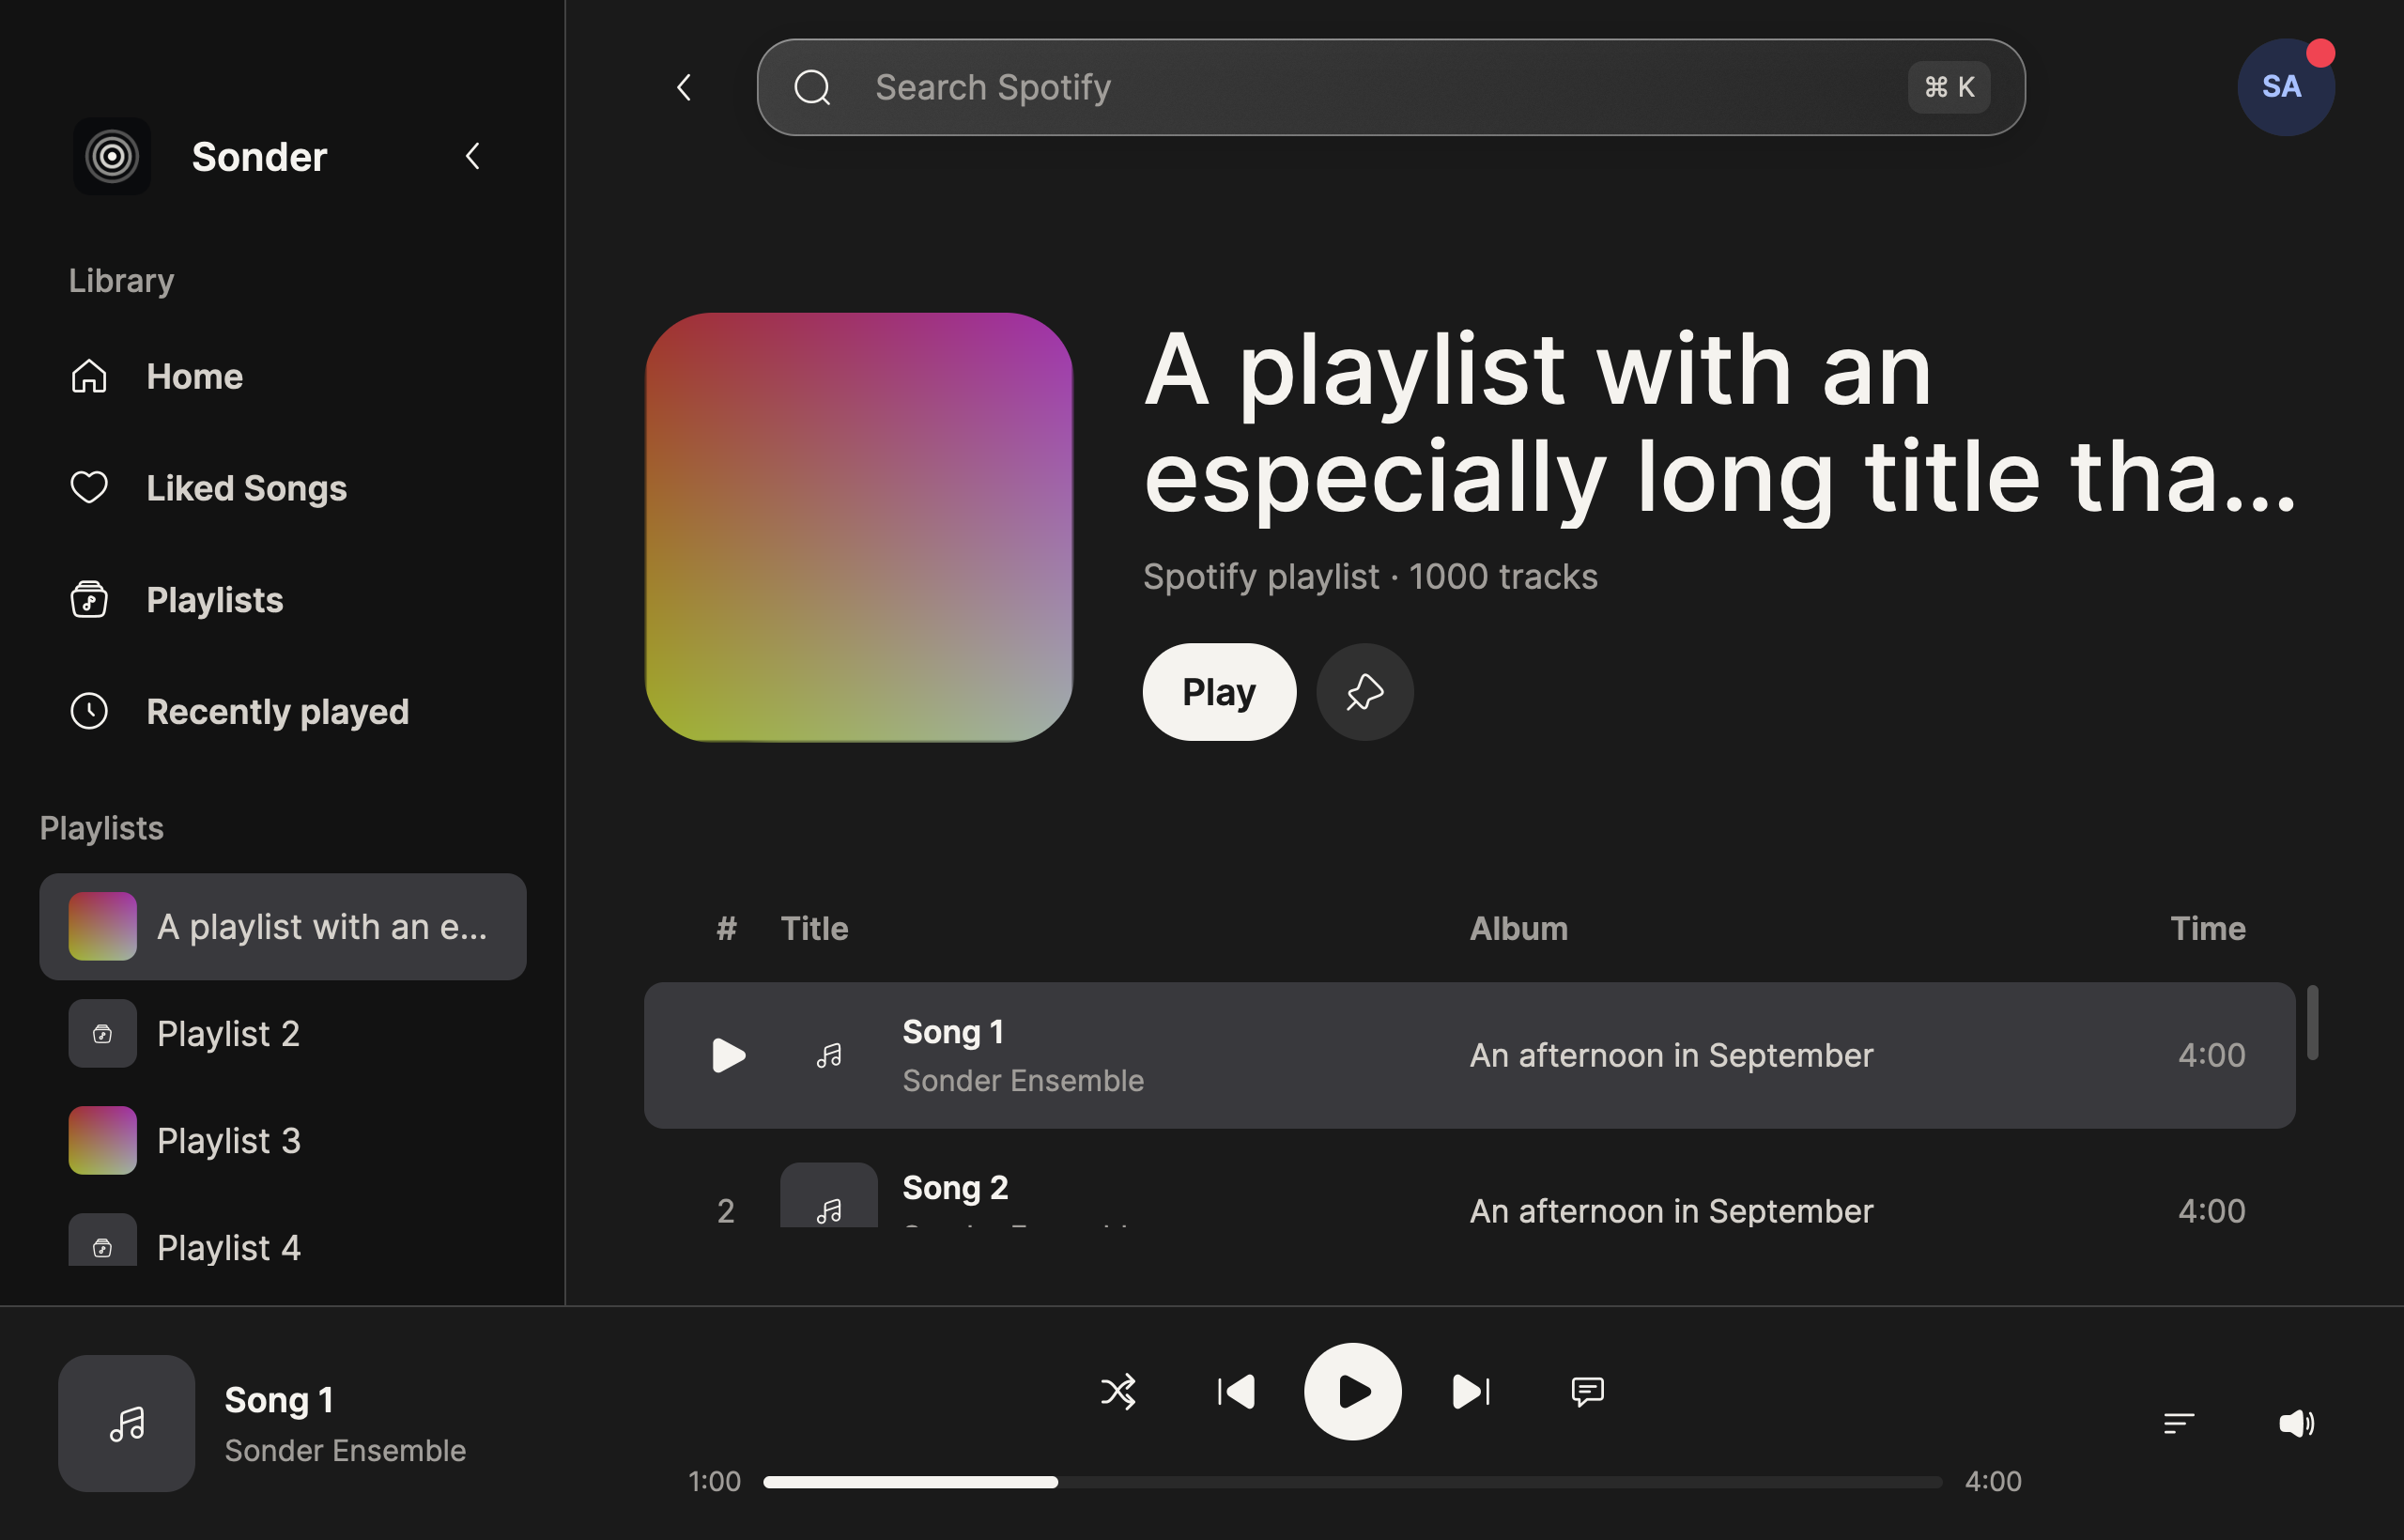 Sonder
Library
Home
Liked Songs
Playlists
Recently played
Playlists
A playlist with an e...
Playlist 2
Playlist 3
Playlist 4
Search Spotify
⌘ K
SA
A playlist with an
especially long title tha...
Spotify playlist · 1000 tracks
Play
# Title Album Time
Song 1
Sonder Ensemble
An afternoon in September
4:00
2
Song 2
An afternoon in September
4:00
Song 1
Sonder Ensemble
1:00
4:00